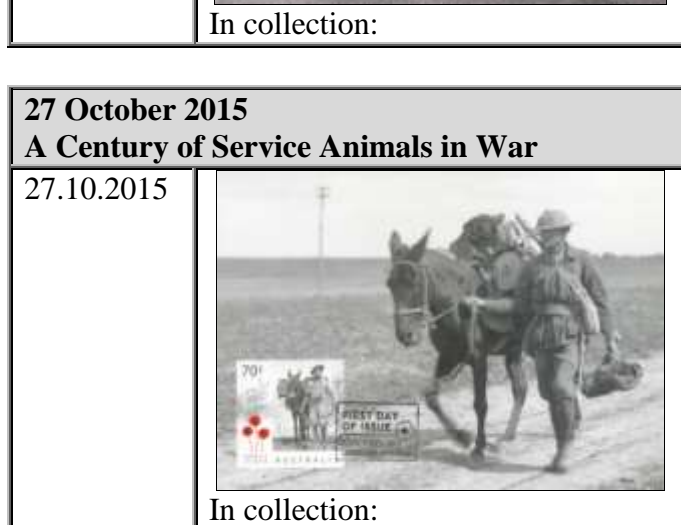 In collection:
27 October 2015
A Century of Service Animals in War
27.10.2015
70¢
FIRST DAY
OF ISSUE
AUSTRALIA
In collection: